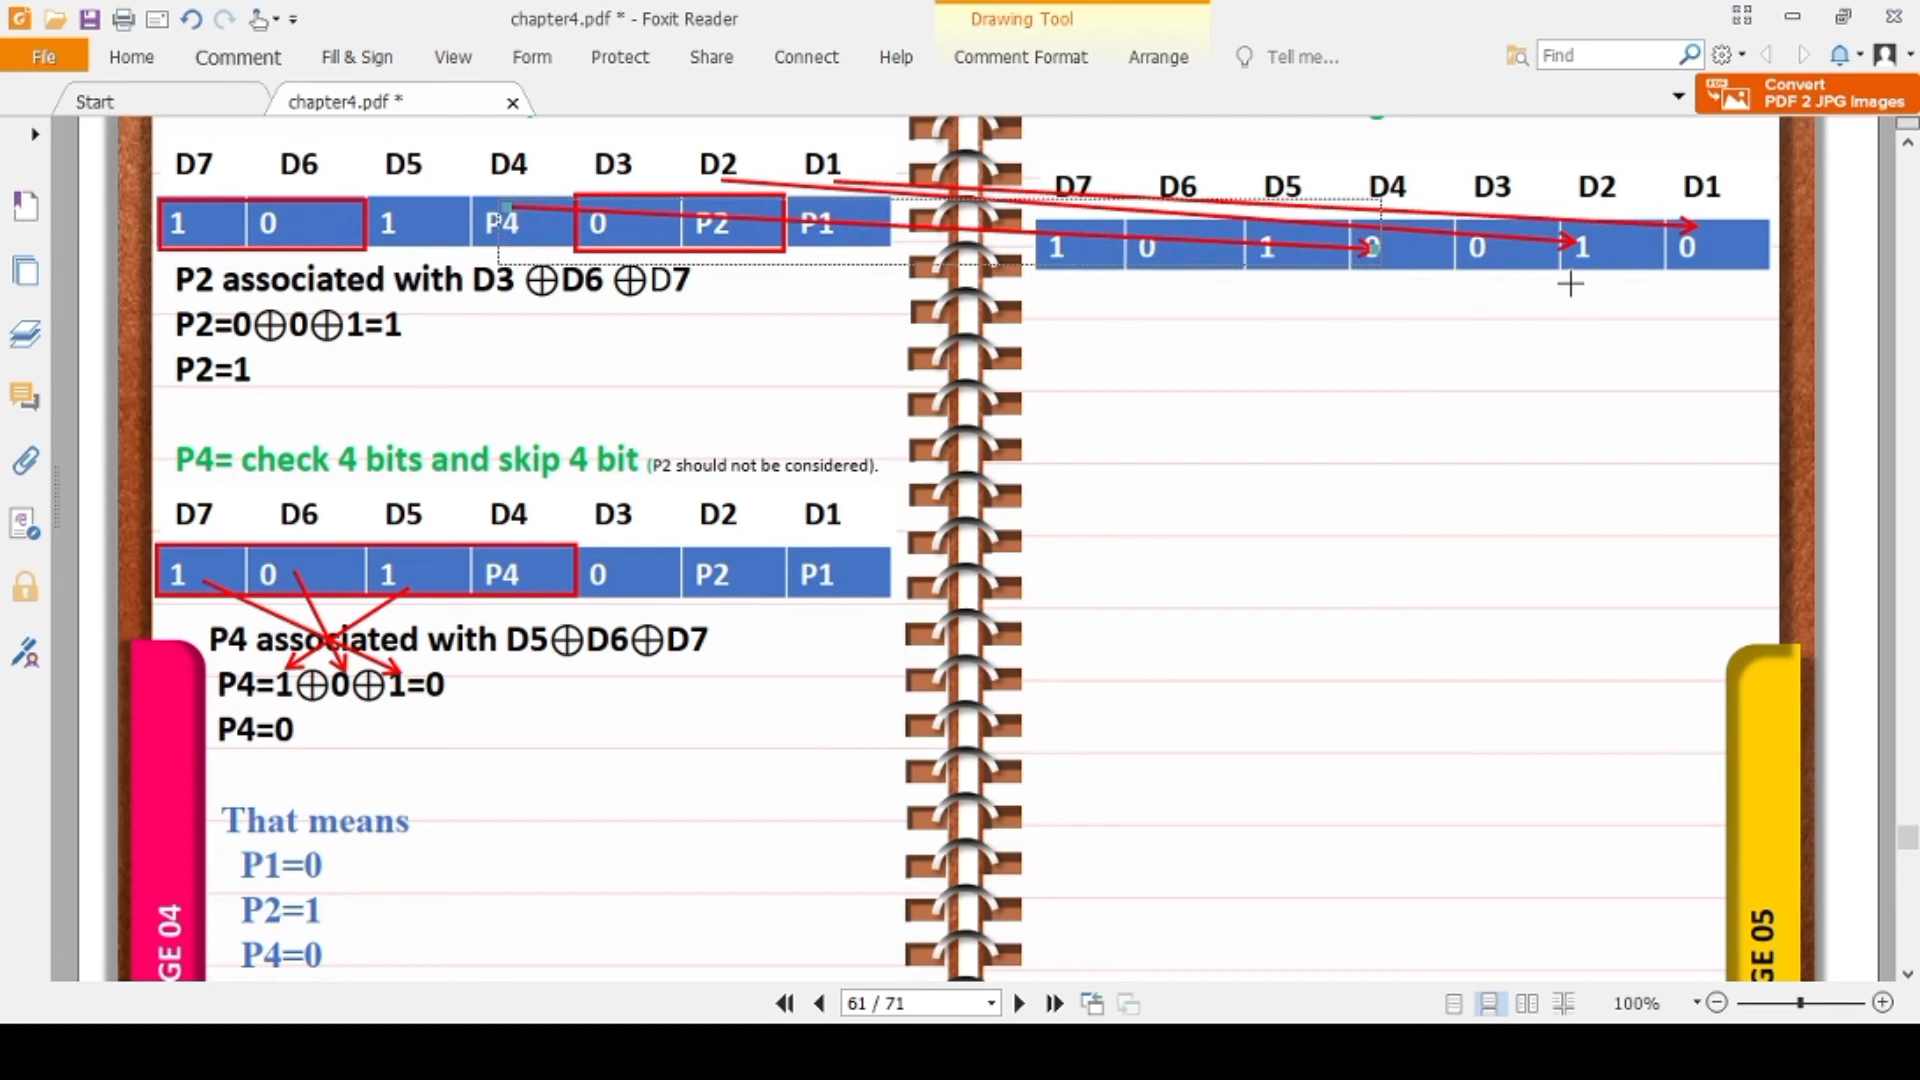 chapter4.pdf * - Foxit Reader
Drawing Tool
File Home Comment Fill & Sign View Form Protect Share Connect Help Comment Format Arrange Tell me... Find
Start chapter4.pdf *
Convert
PDF 2 JPG Images
D7 D6 D5 D4 D3 D2 D1
1 0 1 P4 0 P2 P1
P2 associated with D3 ⊕D6 ⊕D7
P2=0⊕0⊕1=1
P2=1
P4= check 4 bits and skip 4 bit (P2 should not be considered).
D7 D6 D5 D4 D3 D2 D1
1 0 1 P4 0 P2 P1
P4 associated with D5⊕D6⊕D7
P4=1⊕0⊕1=0
P4=0
That means
P1=0
P2=1
P4=0
GE 04
D7 D6 D5 D4 D3 D2 D1
1 0 1 0 0 1 0
GE 05
61 / 71
100%